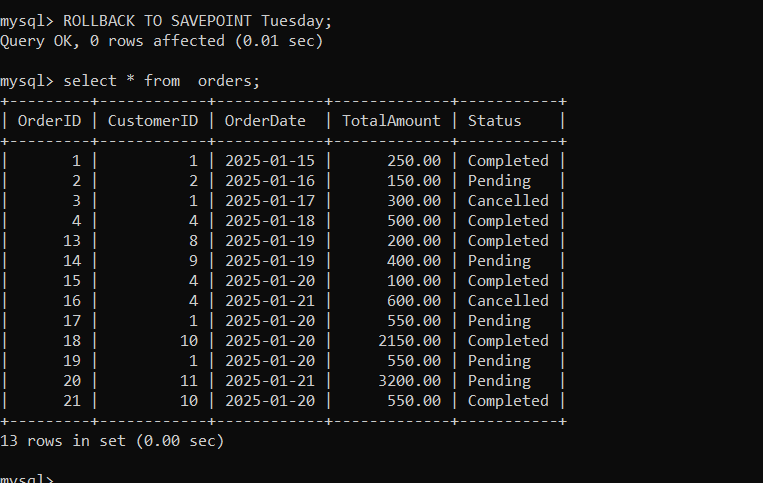 mysql> ROLLBACK TO SAVEPOINT Tuesday;
Query OK, 0 rows affected (0.01 sec)
mysql> select * from  orders;
+---------+------------+------------+-------------+-----------+
| OrderID | CustomerID | OrderDate  | TotalAmount | Status    |
+---------+------------+------------+-------------+-----------+
|       1 |          1 | 2025-01-15 |      250.00 | Completed |
|       2 |          2 | 2025-01-16 |      150.00 | Pending   |
|       3 |          1 | 2025-01-17 |      300.00 | Cancelled |
|       4 |          4 | 2025-01-18 |      500.00 | Completed |
|      13 |          8 | 2025-01-19 |      200.00 | Completed |
|      14 |          9 | 2025-01-19 |      400.00 | Pending   |
|      15 |          4 | 2025-01-20 |      100.00 | Completed |
|      16 |          4 | 2025-01-21 |      600.00 | Cancelled |
|      17 |          1 | 2025-01-20 |      550.00 | Pending   |
|      18 |         10 | 2025-01-20 |     2150.00 | Completed |
|      19 |          1 | 2025-01-20 |      550.00 | Pending   |
|      20 |         11 | 2025-01-21 |     3200.00 | Pending   |
|      21 |         10 | 2025-01-20 |      550.00 | Completed |
+---------+------------+------------+-------------+-----------+
13 rows in set (0.00 sec)
mysql>